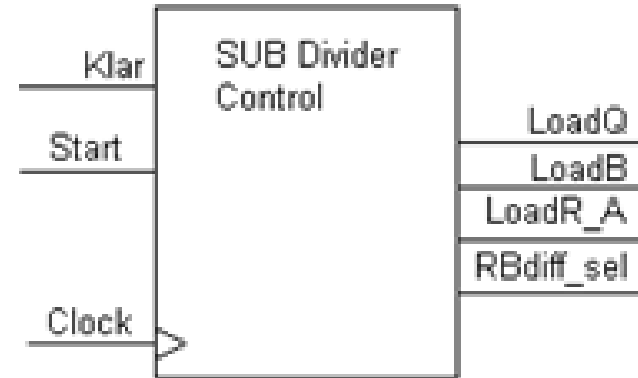 SUB Divider
Control
Klar
Start
Clock
LoadQ
LoadB
LoadR_A
RBdiff_sel